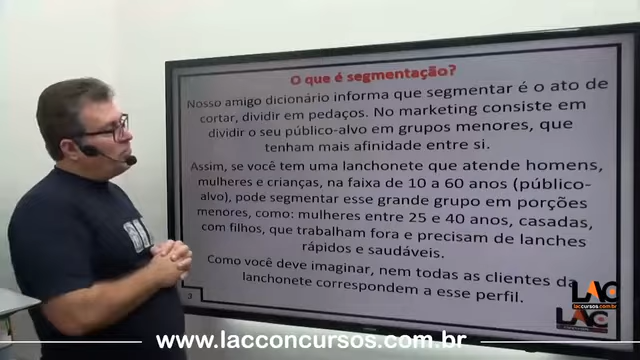 O que é segmentação?
Nosso amigo dicionário informa que segmentar é o ato de
cortar, dividir em pedaços. No marketing consiste em
dividir o seu público-alvo em grupos menores, que
tenham mais afinidade entre si.
Assim, se você tem uma lanchonete que atende homens,
mulheres e crianças, na faixa de 10 a 60 anos (público-
alvo), pode segmentar esse grande grupo em porções
menores, como: mulheres entre 25 e 40 anos, casadas,
com filhos, que trabalham fora e precisam de lanches
rápidos e saudáveis.
Como você deve imaginar, nem todas as clientes da
lanchonete correspondem a esse perfil.
3
LAC
lacconcursos.com.br
LAC
www.lacconcursos.com.br